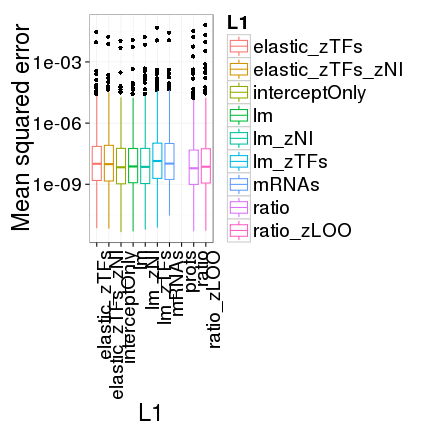 Mean squared error
1e-03
1e-06
1e-09
elastic_zTFs
elastic_zTFs_zNI
interceptOnly
lm
lm_zNI
lm_zTFs
mRNAs
prots
ratio
ratio_zLOO
L1
L1
elastic_zTFs
elastic_zTFs_zNI
interceptOnly
lm
lm_zNI
lm_zTFs
mRNAs
ratio
ratio_zLOO